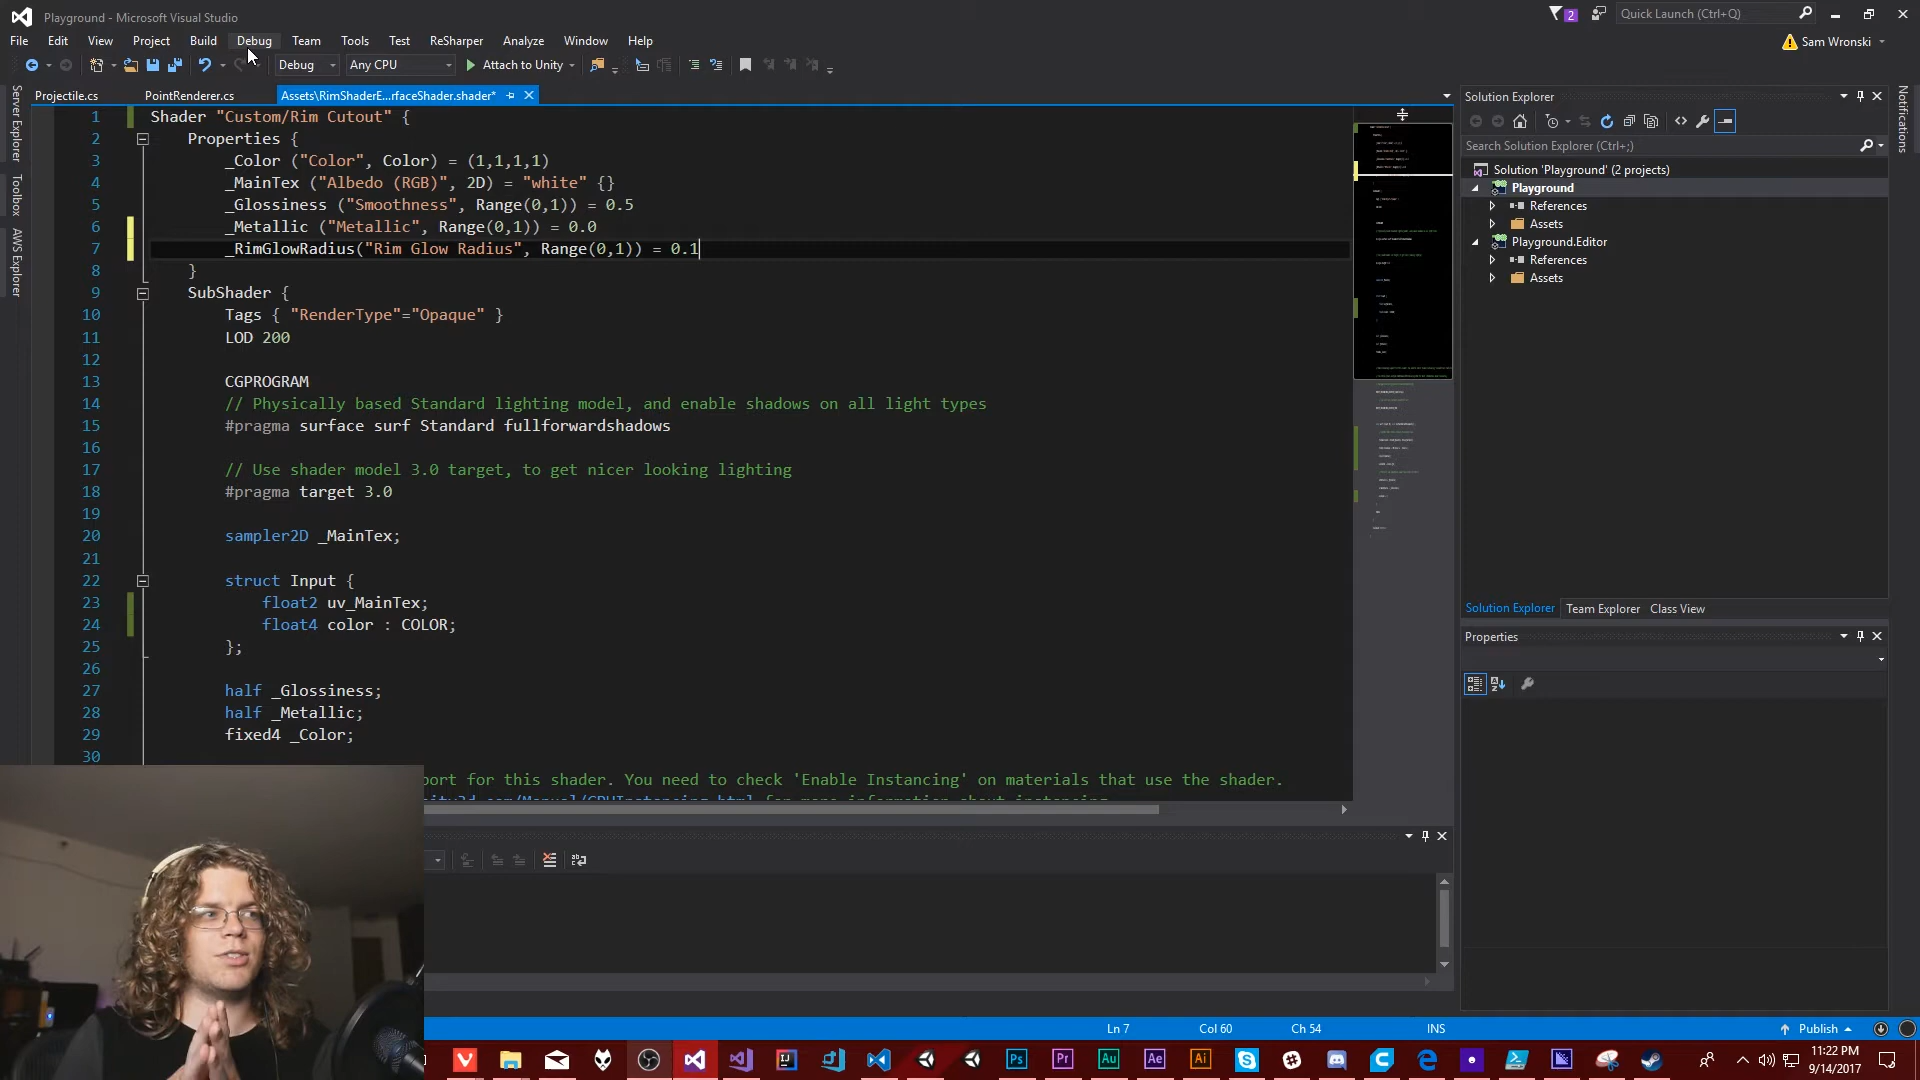 Playground - Microsoft Visual Studio
2
Quick Launch (Ctrl+Q)
File Edit View Project Build Debug Team Tools Test ReSharper Analyze Window Help
Sam Wronski
Debug Any CPU Attach to Unity
Projectile.cs PointRenderer.cs Assets\RimShaderE...rfaceShader.shader*
Server Explorer
Toolbox
AWS Explorer
1 Shader "Custom/Rim Cutout" {
2 Properties {
3 _Color ("Color", Color) = (1,1,1,1)
4 _MainTex ("Albedo (RGB)", 2D) = "white" {}
5 _Glossiness ("Smoothness", Range(0,1)) = 0.5
6 _Metallic ("Metallic", Range(0,1)) = 0.0
7 _RimGlowRadius("Rim Glow Radius", Range(0,1)) = 0.1
8 }
9 SubShader {
10 Tags { "RenderType"="Opaque" }
11 LOD 200
12
13 CGPROGRAM
14 // Physically based Standard lighting model, and enable shadows on all light types
15 #pragma surface surf Standard fullforwardshadows
16
17 // Use shader model 3.0 target, to get nicer looking lighting
18 #pragma target 3.0
19
20 sampler2D _MainTex;
21
22 struct Input {
23 float2 uv_MainTex;
24 float4 color : COLOR;
25 };
26
27 half _Glossiness;
28 half _Metallic;
29 fixed4 _Color;
30
port for this shader. You need to check 'Enable Instancing' on materials that use the shader.
Solution Explorer
Search Solution Explorer (Ctrl+;)
Solution 'Playground' (2 projects)
Playground
References
Assets
Playground.Editor
References
Assets
Solution Explorer Team Explorer Class View
Properties
Notifications
Ln 7 Col 60 Ch 54 INS Publish
11:22 PM
9/14/2017